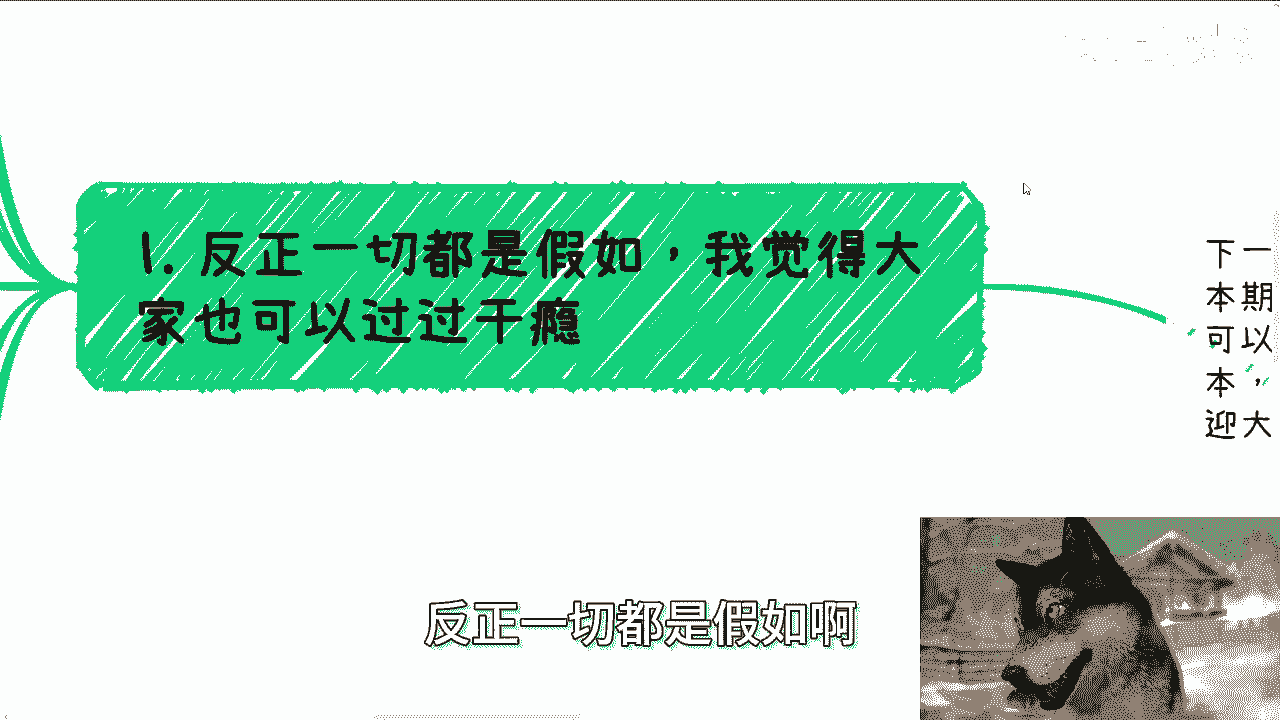 1. 反正一切都是假如，我觉得大
家也可以过过干瘾
下一
本期
可以
本，
迎大
反正一切都是假如啊